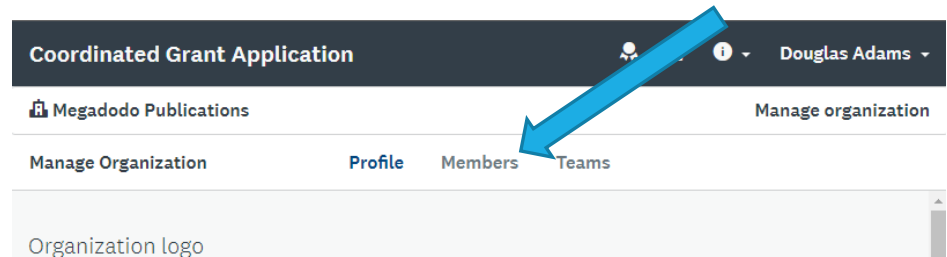 Coordinated Grant Application Douglas Adams
Megadodo Publications Manage organization
Manage Organization Profile Members Teams
Organization logo